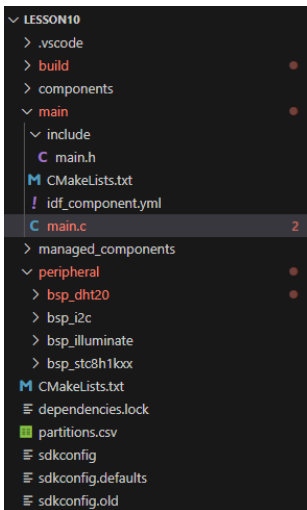 LESSON10
.vscode
build
components
main
include
C main.h
M CMakeLists.txt
! idf_component.yml
C main.c 2
managed_components
peripheral
bsp_dht20
bsp_i2c
bsp_illuminate
bsp_stc8h1kxx
M CMakeLists.txt
dependencies.lock
partitions.csv
sdkconfig
sdkconfig.defaults
sdkconfig.old